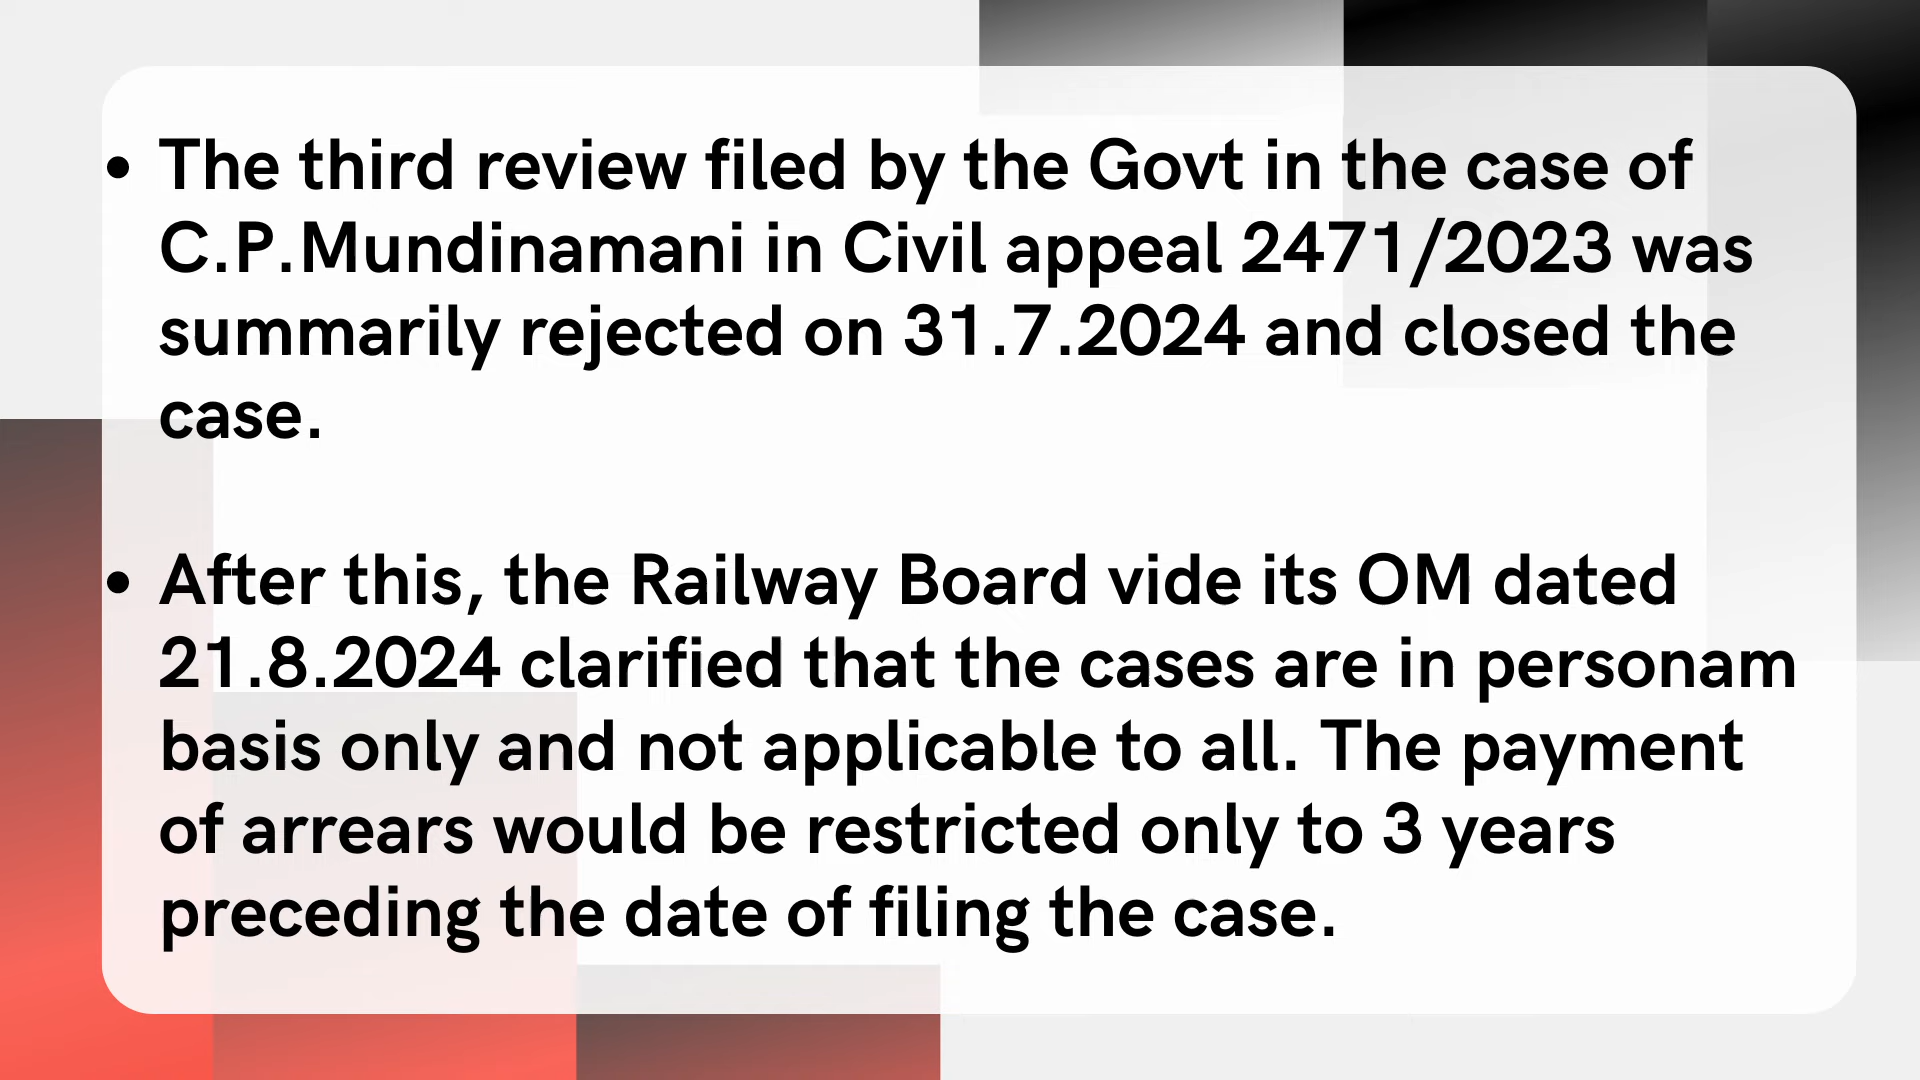 • The third review filed by the Govt in the case of
C.P.Mundinamani in Civil appeal 2471/2023 was
summarily rejected on 31.7.2024 and closed the
case.
• After this, the Railway Board vide its OM dated
21.8.2024 clarified that the cases are in personam
basis only and not applicable to all. The payment
of arrears would be restricted only to 3 years
preceding the date of filing the case.